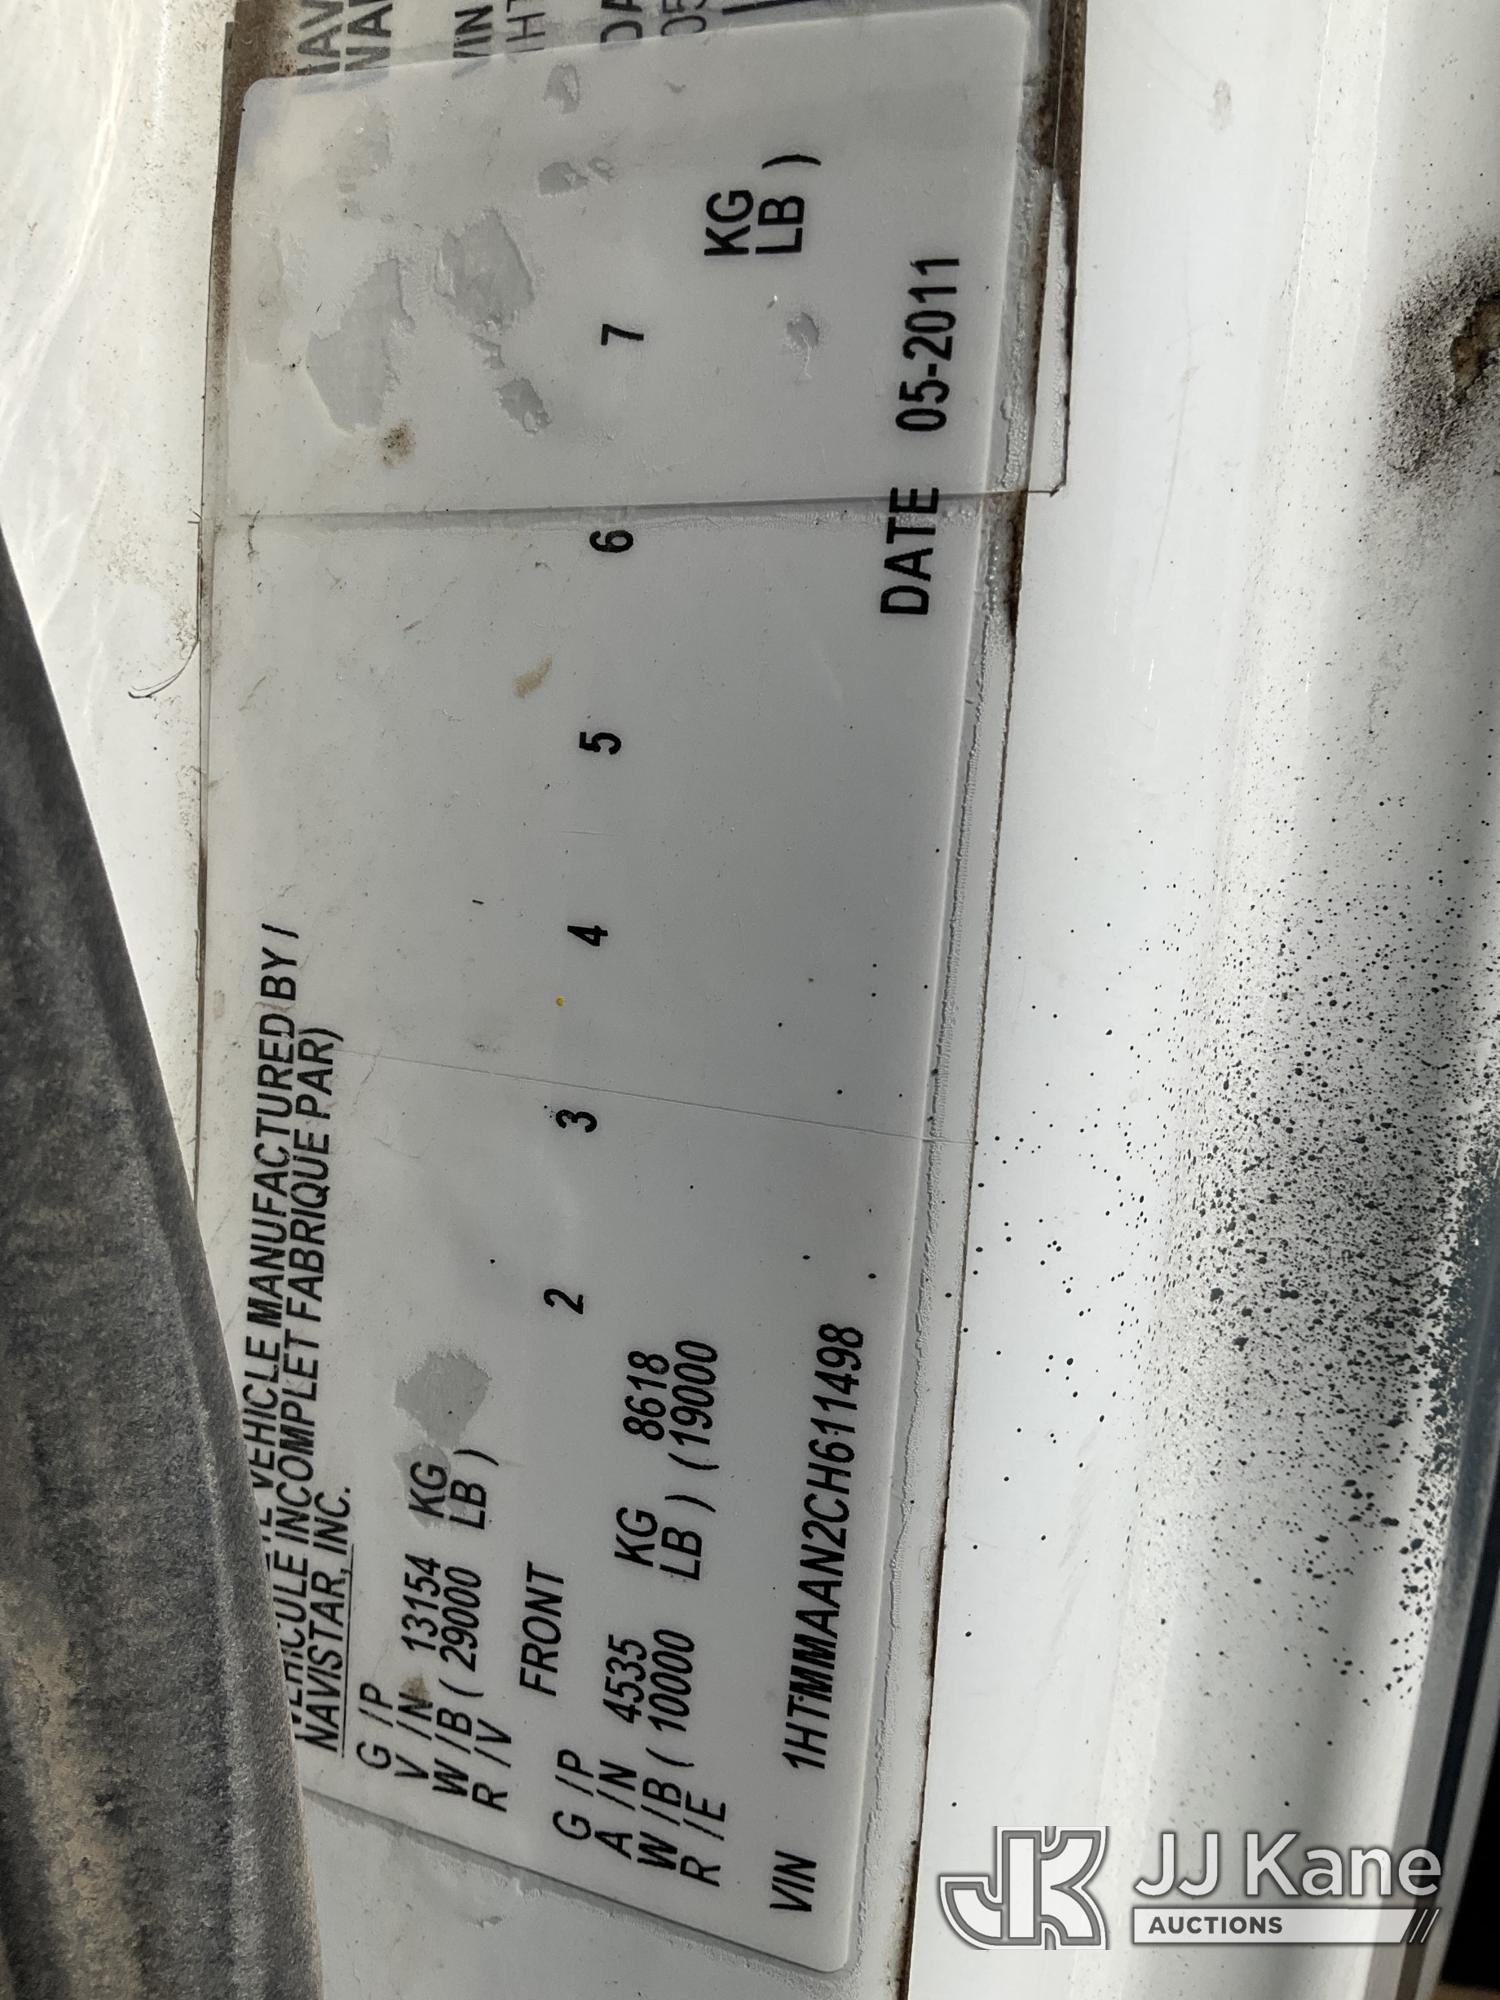 VEHICLE MANUFACTURED BY /
VEHICULE INCOMPLET FABRIQUE PAR)
NAVISTAR, INC.
G /P
V /N 13154 KG
W /B ( 29000 LB )
R /V
FRONT 2 3 4 5 6 7
G /P
A /N 4535 KG 8618 KG
W /B ( 10000 LB ) ( 19000 LB )
R /E
VIN 1HTMMAAN2CH611498 DATE 05-2011
VIN
JJ Kane
AUCTIONS